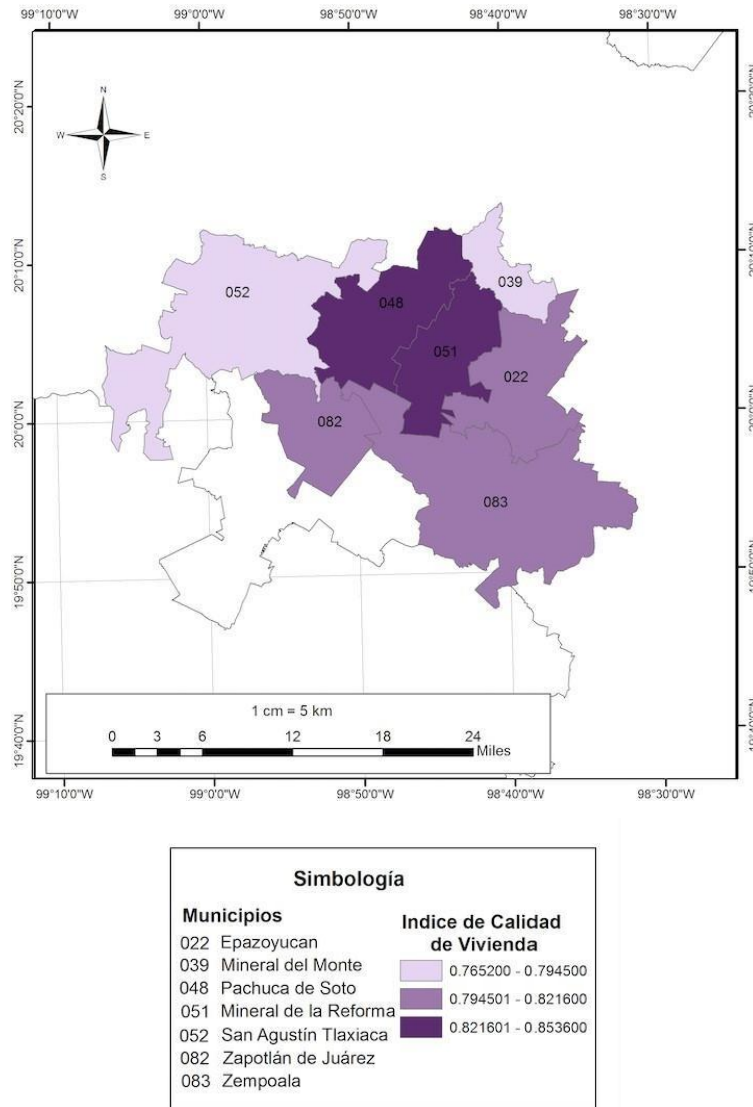 99°10'0"W 99°0'0"W 98°50'0"W 98°40'0"W 98°30'0"W
20°20'0"N
20°10'0"N
20°0'0"N
19°50'0"N
19°40'0"N
N
W E
S
052
048
039
051
022
082
083
1 cm = 5 km
0 3 6 12 18 24
Miles
99°10'0"W 99°0'0"W 98°50'0"W 98°40'0"W 98°30'0"W
Simbología
Municipios
022 Epazoyucan
039 Mineral del Monte
048 Pachuca de Soto
051 Mineral de la Reforma
052 San Agustín Tlaxiaca
082 Zapotlán de Juárez
083 Zempoala
Indice de Calidad
de Vivienda
0.765200 - 0.794500
0.794501 - 0.821600
0.821601 - 0.853600